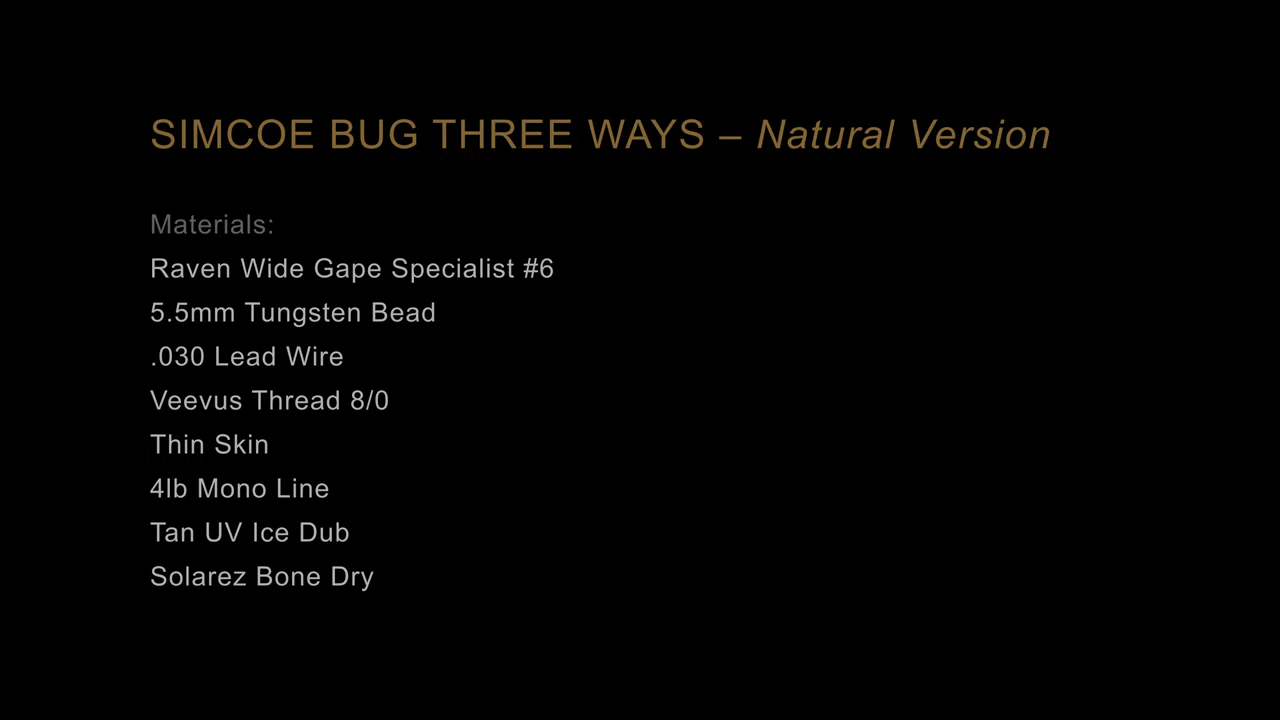 SIMCOE BUG THREE WAYS – Natural Version
Materials:
Raven Wide Gape Specialist #6
5.5mm Tungsten Bead
.030 Lead Wire
Veevus Thread 8/0
Thin Skin
4lb Mono Line
Tan UV Ice Dub
Solarez Bone Dry